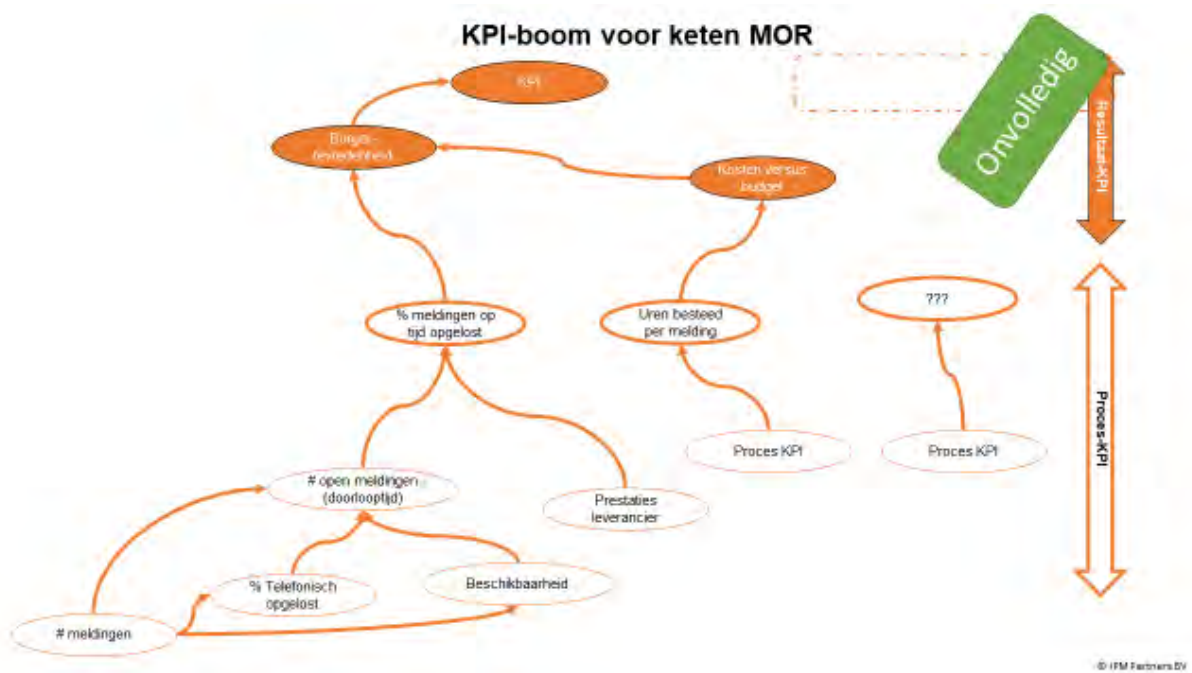 KPI-boom voor keten MOR
Onvolledig
KPI
Burger-
tevredenheid
Resultaat-KPI
Kosten versus
budget
???
% meldingen op
tijd opgelost
Uren besteed
per melding
Proces-KPI
Proces KPI
Proces KPI
# open meldingen
(doorlooptijd)
Prestaties
leverancier
% Telefonisch
opgelost
Beschikbaarheid
# meldingen
© IPM Partners BV